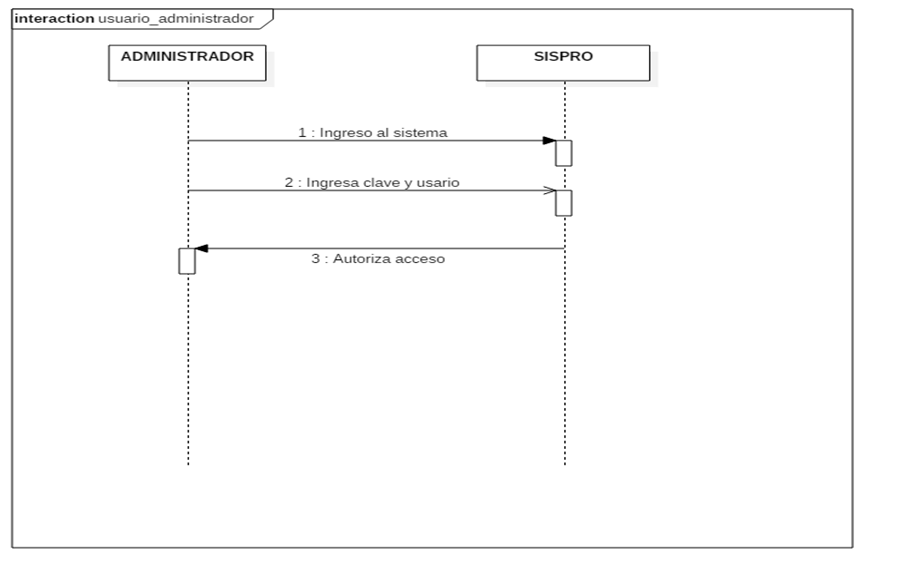 interaction usuario_administrador
ADMINISTRADOR
SISPRO
1 : Ingreso al sistema
2 : Ingresa clave y usario
3 : Autoriza acceso